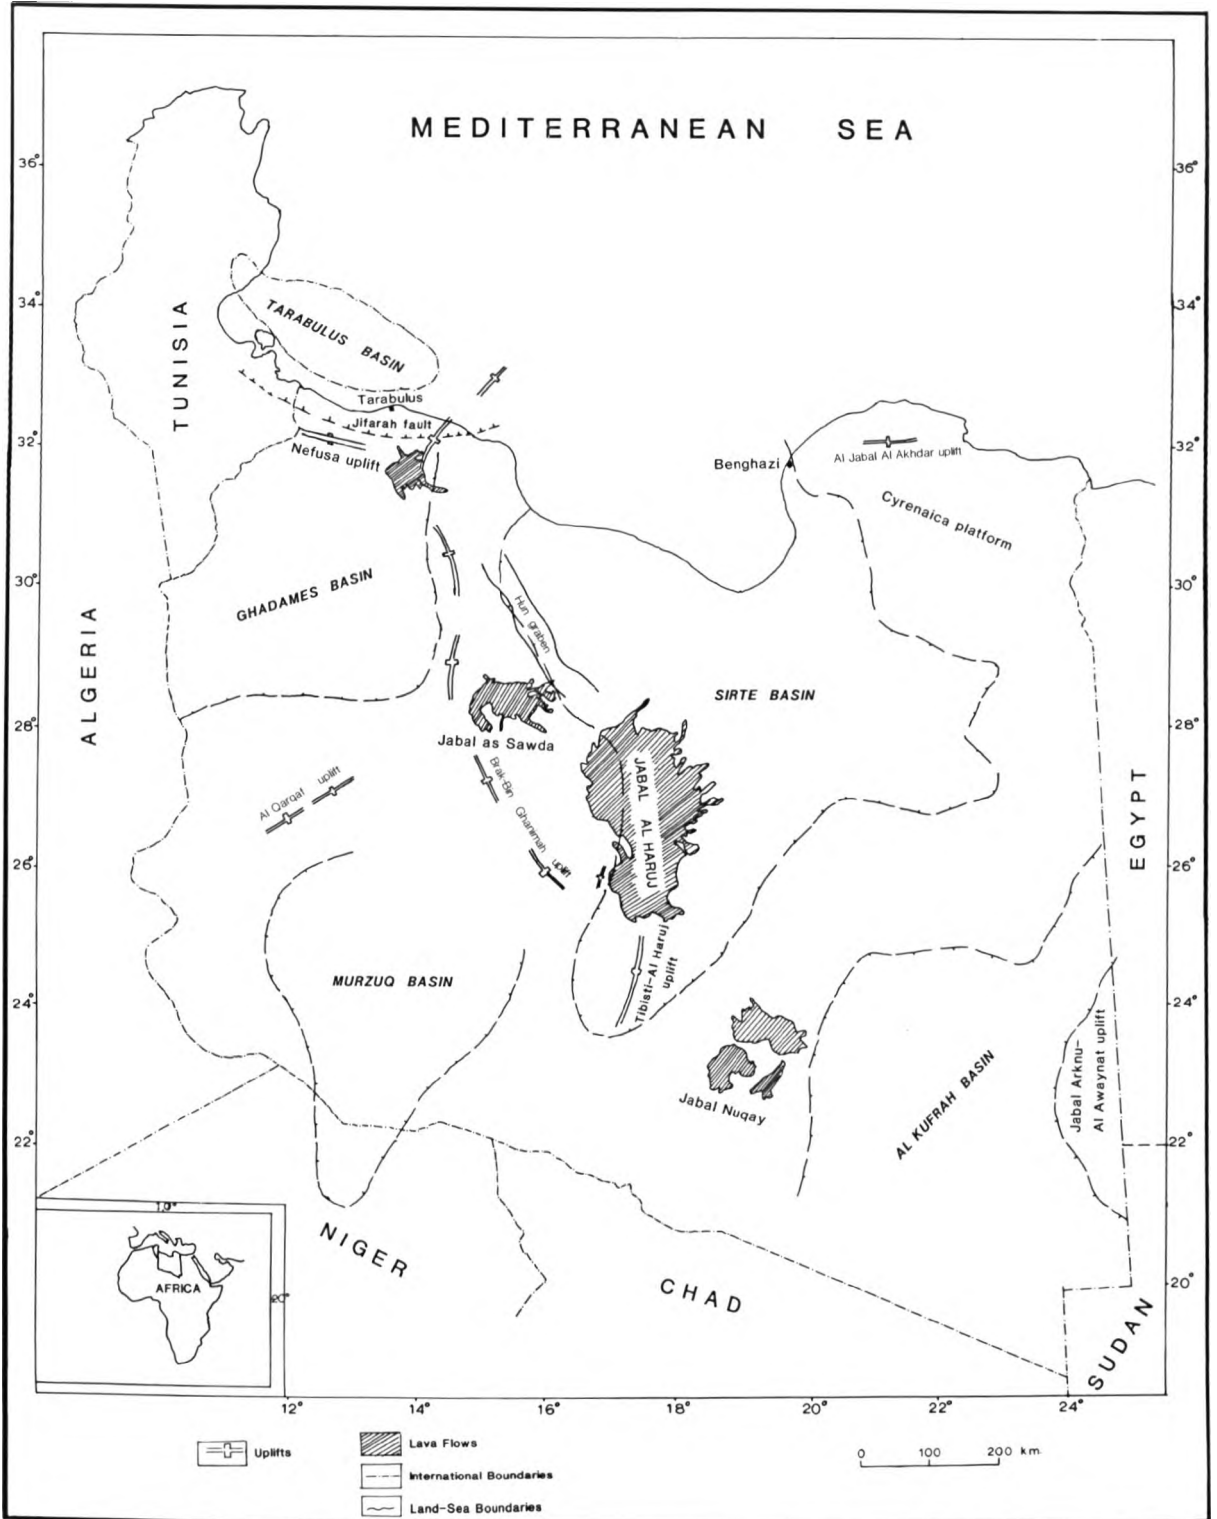 MEDITERRANEAN SEA
36°
36°
34°
34°
TUNISIA
TARABULUS BASIN
Tarabulus
Jifarah fault
32°
32°
Nefusa uplift
Benghazi
Al Jabal Al Akhdar uplift
Cyrenaica platform
30°
30°
GHADAMES BASIN
Hun graben
ALGERIA
SIRTE BASIN
28°
28°
Jabal as Sawda
JABAL AL HARUJ
EGYPT
Al Qarqaf uplift
Brak-Bin Ghanimah uplift
26°
26°
MURZUQ BASIN
Tibisti-Al Haruj
uplift
24°
24°
Jabal Nuqay
AL KUFRAH BASIN
Jabal Arknu-
Al Awaynat uplift
22°
22°
NIGER
CHAD
SUDAN
20°
10°
20°
AFRICA
12°
14°
16°
18°
20°
22°
24°
Uplifts
Lava Flows
International Boundaries
Land-Sea Boundaries
0 100 200 km.